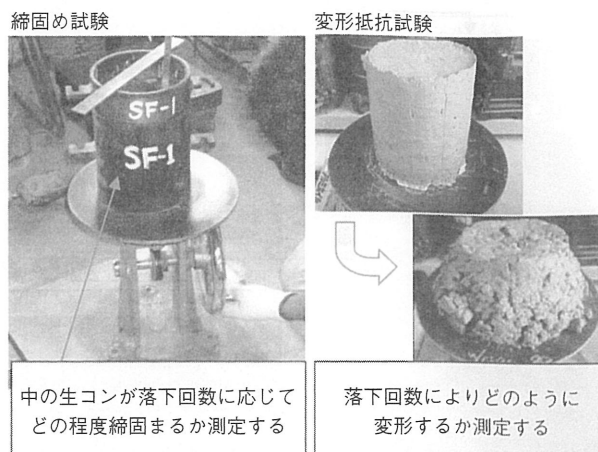 締固め試験
変形抵抗試験
SF-1
SF-1
中の生コンが落下回数に応じて
どの程度締固まるか測定する
落下回数によりどのように
変形するか測定する